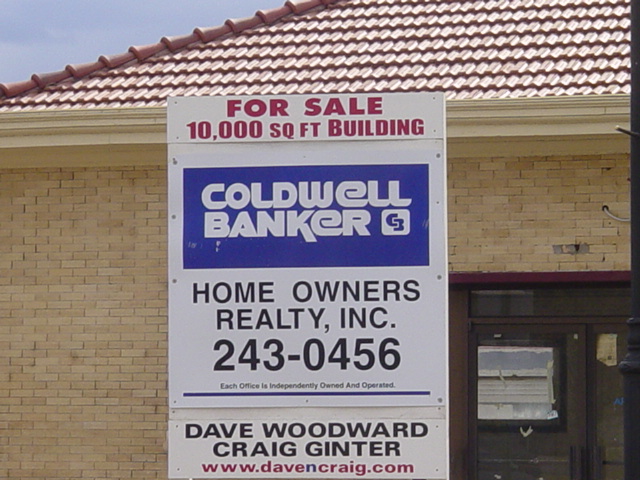 FOR SALE
10,000 SQ FT BUILDING
COLDWELL
BANKER CB
HOME OWNERS
REALTY, INC.
243-0456
Each Office Is Independently Owned And Operated.
DAVE WOODWARD
CRAIG GINTER
www.davencraig.com